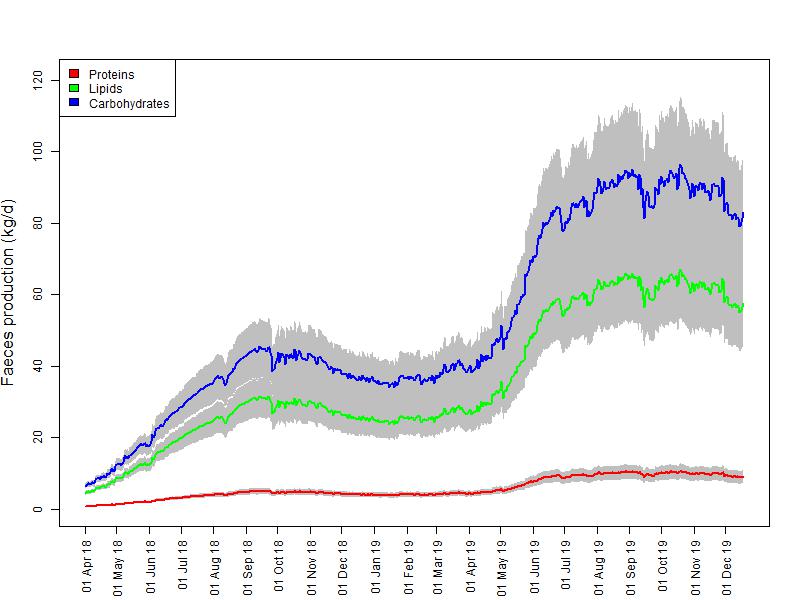 Proteins
Lipids
Carbohydrates
Faeces production (kg/d)
120
100
80
60
40
20
0
01 Apr 18
01 May 18
01 Jun 18
01 Jul 18
01 Aug 18
01 Sep 18
01 Oct 18
01 Nov 18
01 Dec 18
01 Jan 19
01 Feb 19
01 Mar 19
01 Apr 19
01 May 19
01 Jun 19
01 Jul 19
01 Aug 19
01 Sep 19
01 Oct 19
01 Nov 19
01 Dec 19